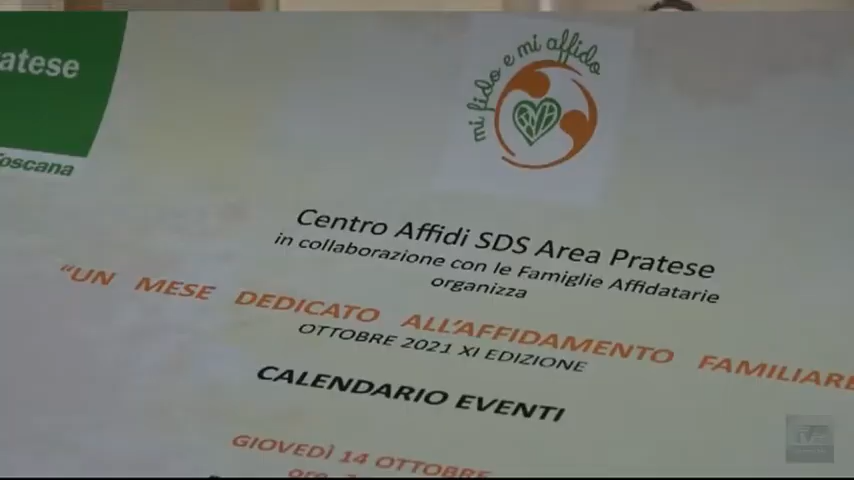 atese
oscana
mi fido e mi affido
Centro Affidi SDS Area Pratese
in collaborazione con le Famiglie Affidatarie
organizza
"UN MESE DEDICATO ALL'AFFIDAMENTO FAMILIARE
OTTOBRE 2021 XI EDIZIONE
CALENDARIO EVENTI
GIOVEDÌ 14 OTTOBRE